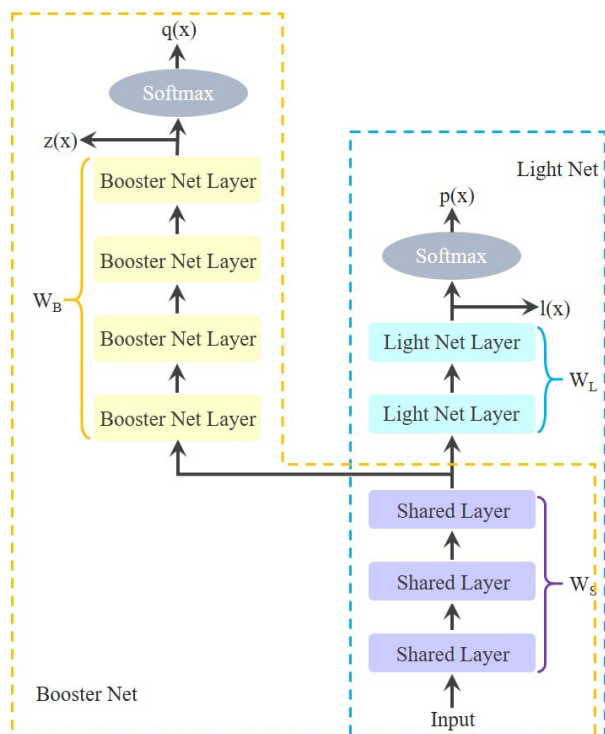 q(x)
Softmax
z(x)
Booster Net Layer
Booster Net Layer
Booster Net Layer
Booster Net Layer
W_B
Booster Net
Light Net
p(x)
Softmax
l(x)
Light Net Layer
Light Net Layer
W_L
Shared Layer
Shared Layer
Shared Layer
W_S
Input